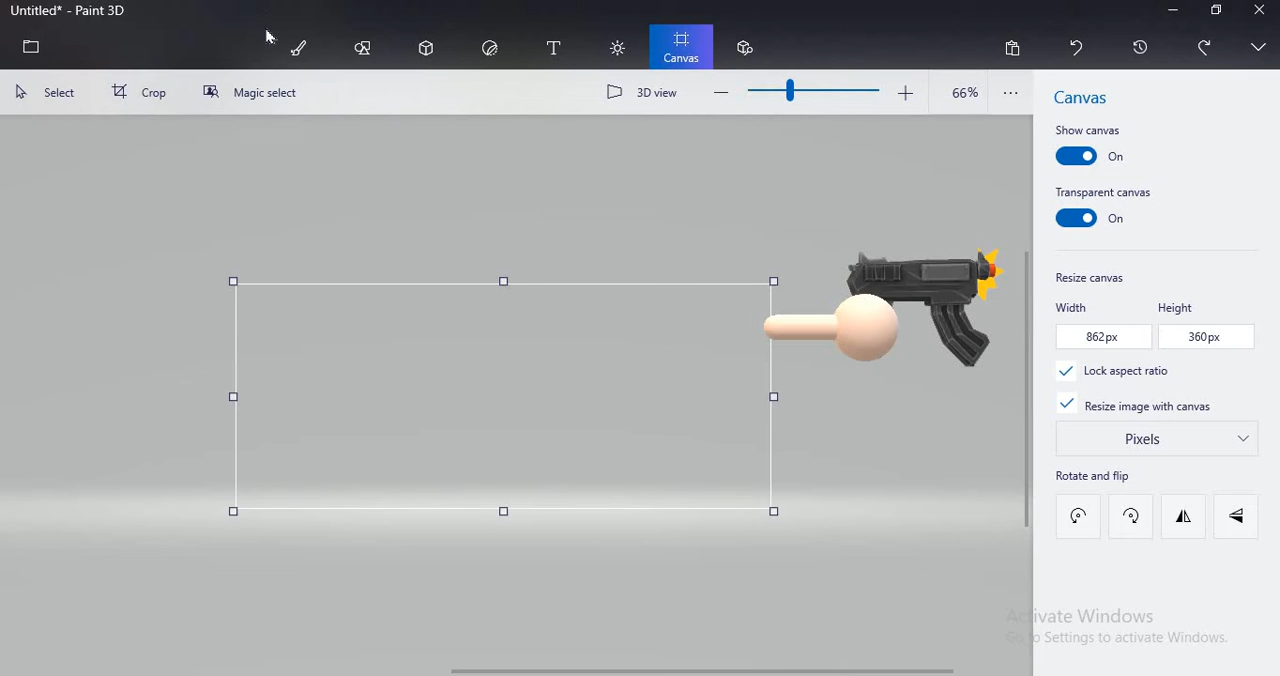 Untitled* - Paint 3D
Canvas
Select
Crop
Magic select
3D view
66%
Canvas
Show canvas
On
Transparent canvas
On
Resize canvas
Width
Height
862px
360px
Lock aspect ratio
Resize image with canvas
Pixels
Rotate and flip
Activate Windows
Go to Settings to activate Windows.